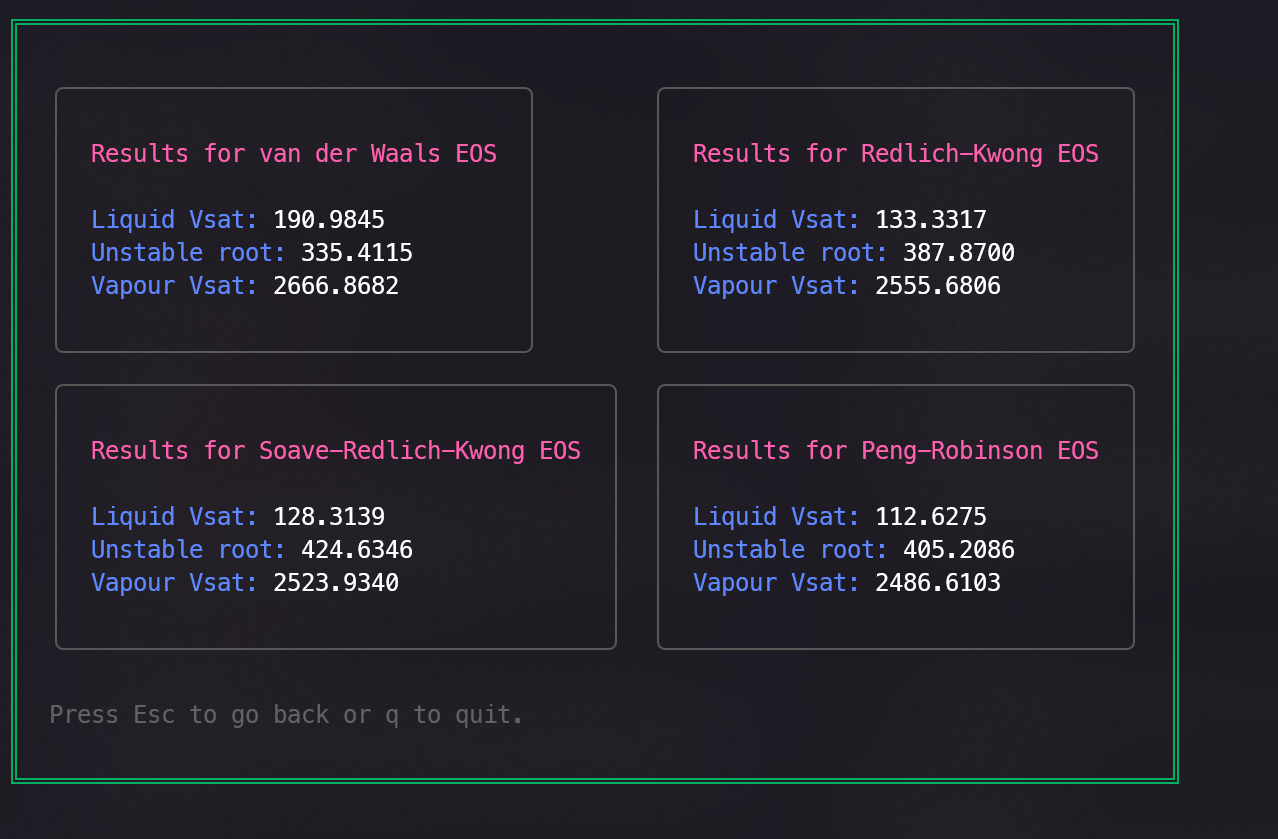 Results for van der Waals EOS
Liquid Vsat: 190.9845
Unstable root: 335.4115
Vapour Vsat: 2666.8682
Results for Redlich-Kwong EOS
Liquid Vsat: 133.3317
Unstable root: 387.8700
Vapour Vsat: 2555.6806
Results for Soave-Redlich-Kwong EOS
Liquid Vsat: 128.3139
Unstable root: 424.6346
Vapour Vsat: 2523.9340
Results for Peng-Robinson EOS
Liquid Vsat: 112.6275
Unstable root: 405.2086
Vapour Vsat: 2486.6103
Press Esc to go back or q to quit.